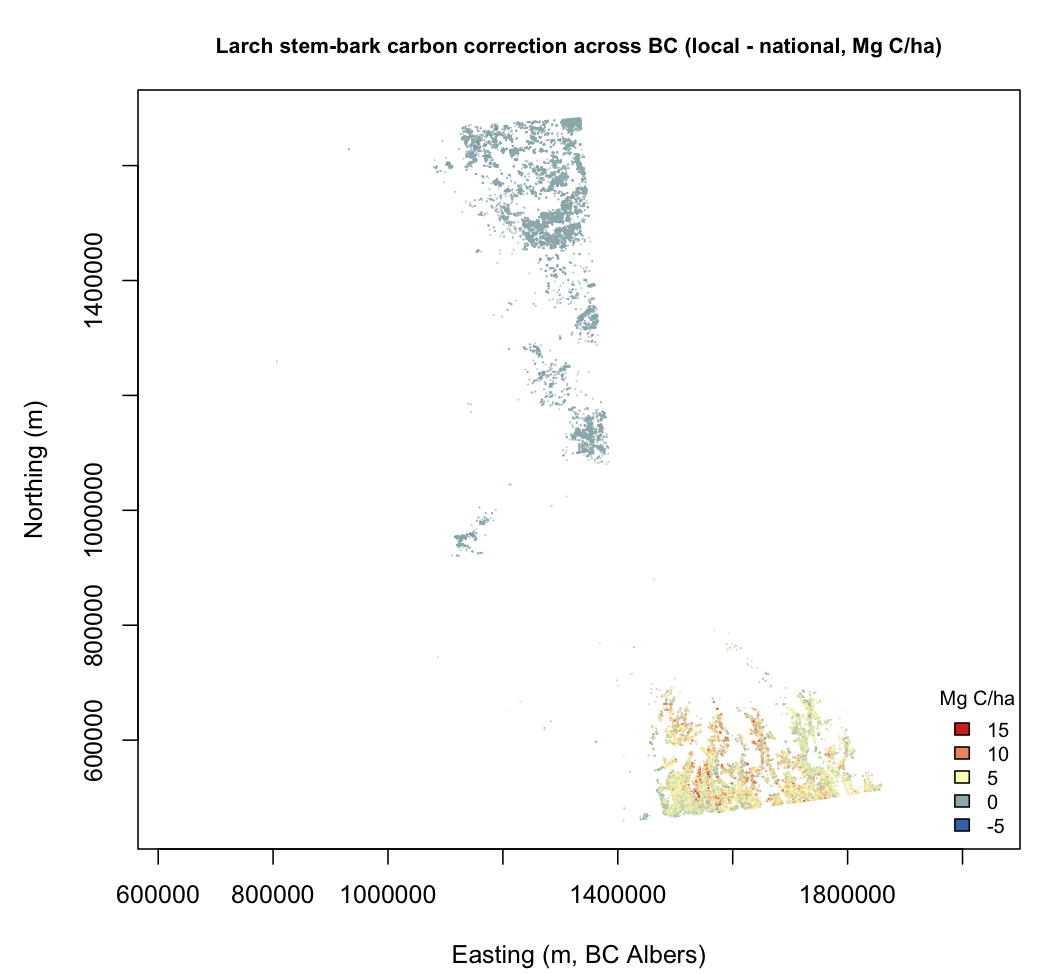 Larch stem-bark carbon correction across BC (local - national, Mg C/ha)
Northing (m)
1400000
1000000
800000
600000
Mg C/ha
15
10
5
0
-5
600000 800000 1000000 1400000 1800000
Easting (m, BC Albers)